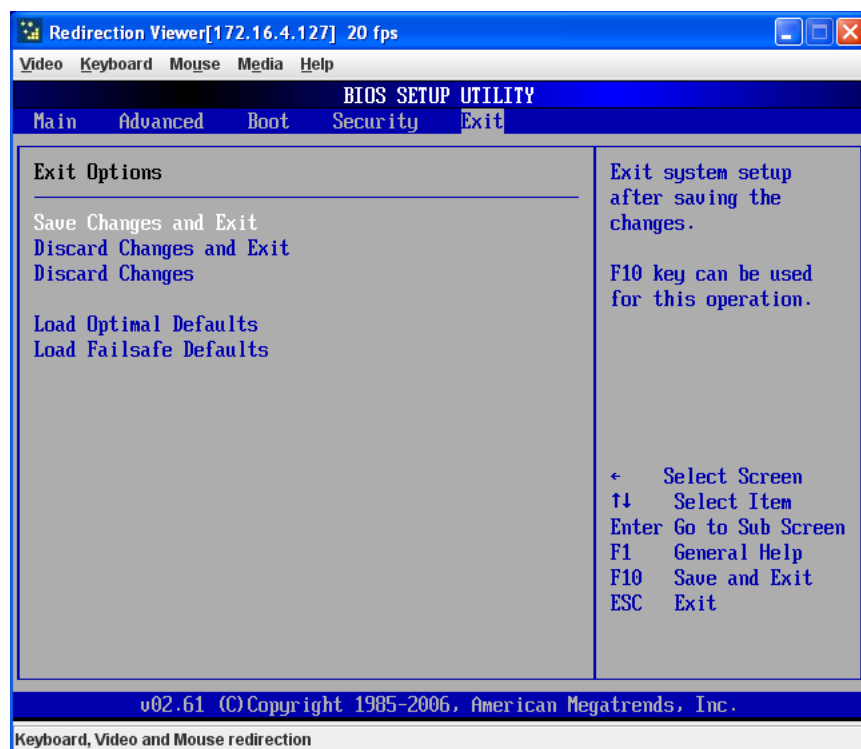 Redirection Viewer[172.16.4.127] 20 fps
Video Keyboard Mouse Media Help
BIOS SETUP UTILITY
Main Advanced Boot Security Exit
Exit Options
Save Changes and Exit
Discard Changes and Exit
Discard Changes
Load Optimal Defaults
Load Failsafe Defaults
Exit system setup
after saving the
changes.
F10 key can be used
for this operation.
← Select Screen
↑↓ Select Item
Enter Go to Sub Screen
F1 General Help
F10 Save and Exit
ESC Exit
v02.61 (C)Copyright 1985-2006, American Megatrends, Inc.
Keyboard, Video and Mouse redirection